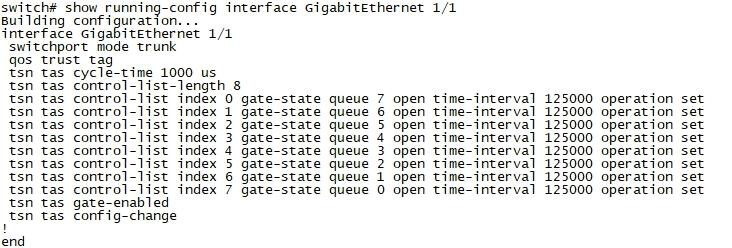 switch# show running-config interface GigabitEthernet 1/1
Building configuration...
interface GigabitEthernet 1/1
 switchport mode trunk
 qos trust tag
 tsn tas cycle-time 1000 us
 tsn tas control-list-length 8
 tsn tas control-list index 0 gate-state queue 7 open time-interval 125000 operation set
 tsn tas control-list index 1 gate-state queue 6 open time-interval 125000 operation set
 tsn tas control-list index 2 gate-state queue 5 open time-interval 125000 operation set
 tsn tas control-list index 3 gate-state queue 4 open time-interval 125000 operation set
 tsn tas control-list index 4 gate-state queue 3 open time-interval 125000 operation set
 tsn tas control-list index 5 gate-state queue 2 open time-interval 125000 operation set
 tsn tas control-list index 6 gate-state queue 1 open time-interval 125000 operation set
 tsn tas control-list index 7 gate-state queue 0 open time-interval 125000 operation set
 tsn tas gate-enabled
 tsn tas config-change
!
end